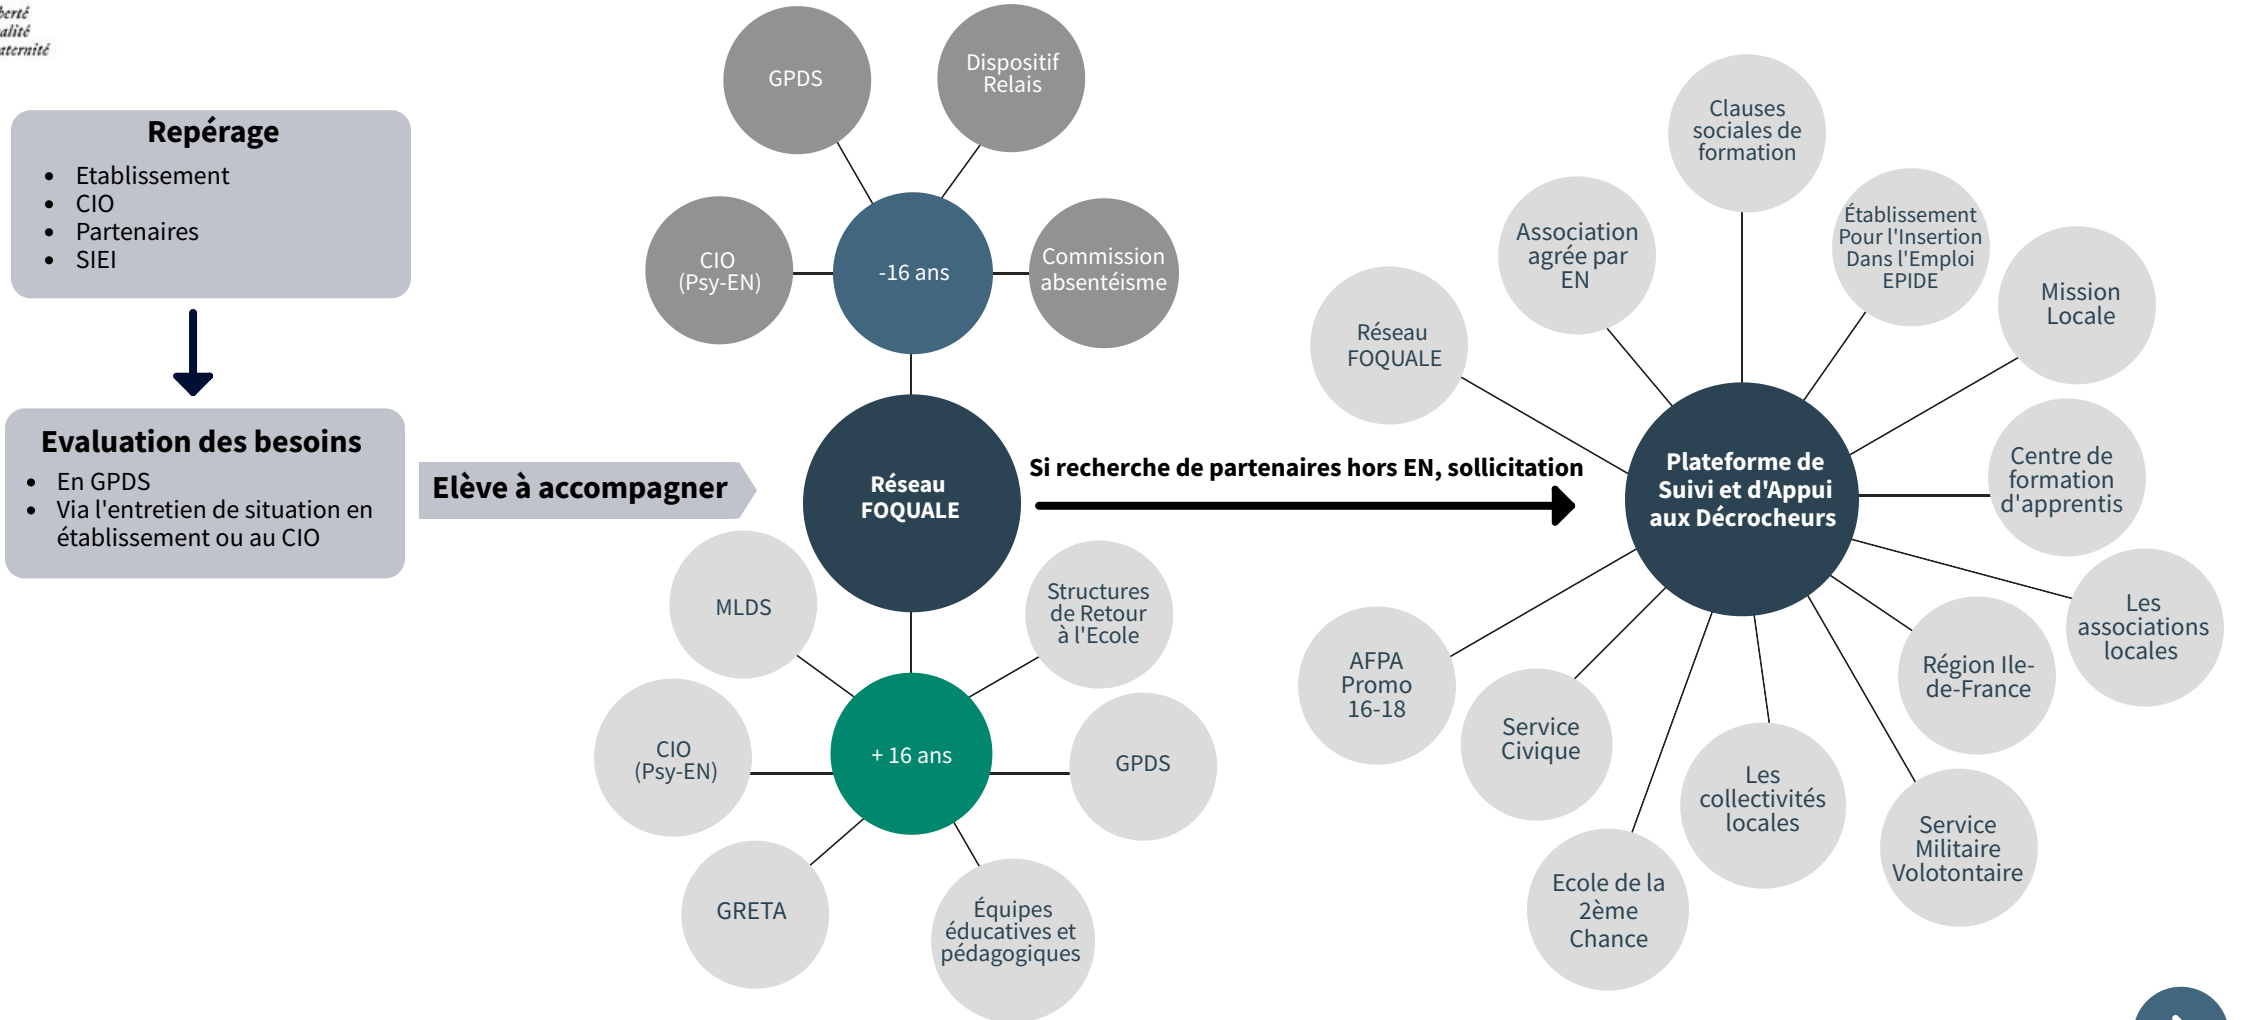 Repérage
• Etablissement
• CIO
• Partenaires
• SIEI
Evaluation des besoins
• En GPDS
• Via l'entretien de situation en
établissement ou au CIO
Elève à accompagner
GPDS
Dispositif
Relais
CIO
(Psy-EN)
-16 ans
Commission
absentéisme
Réseau
FOQUALE
MLDS
Structures
de Retour
à l'Ecole
CIO
(Psy-EN)
+ 16 ans
GPDS
GRETA
Équipes
éducatives et
pédagogiques
Si recherche de partenaires hors EN, sollicitation
Plateforme de
Suivi et d'Appui
aux Décrocheurs
Réseau
FOQUALE
Association
agrée par
EN
Clauses
sociales de
formation
Établissement
Pour l'Insertion
Dans l'Emploi
EPIDE
Mission
Locale
Centre de
formation
d'apprentis
Les
associations
locales
Région Ile-
de-France
Service
Militaire
Volotontaire
Les
collectivités
locales
Ecole de la
2ème
Chance
Service
Civique
AFPA
Promo
16-18